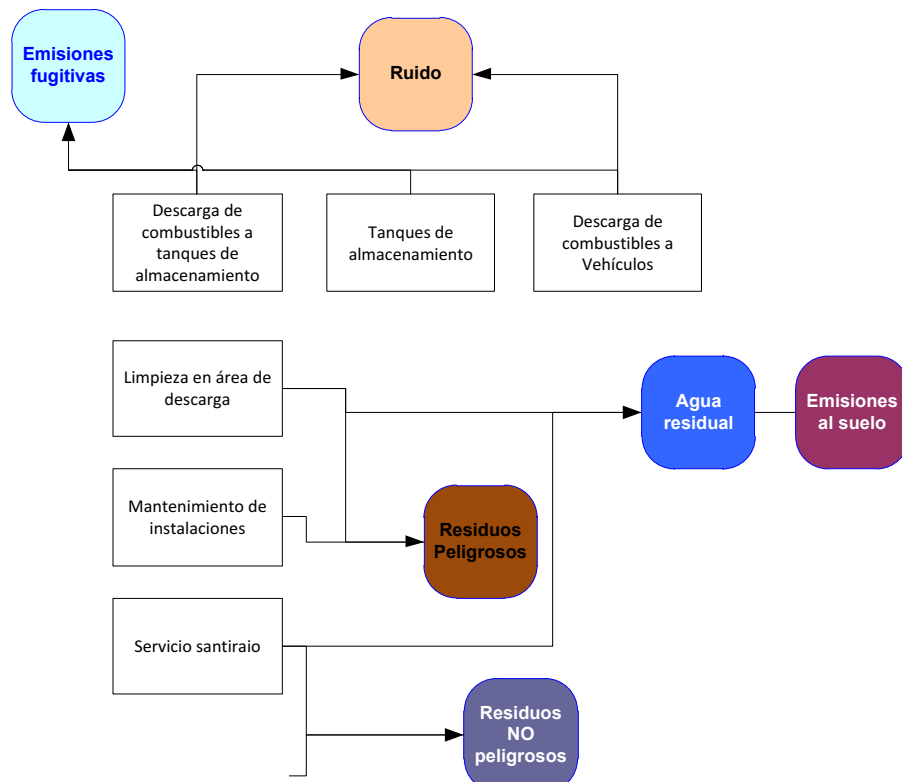 Emisiones
fugitivas
Ruido
Descarga de
combustibles a
tanques de
almacenamiento
Tanques de
almacenamiento
Descarga de
combustibles a
Vehículos
Limpieza en área de
descarga
Agua
residual
Emisiones
al suelo
Mantenimiento de
instalaciones
Residuos
Peligrosos
Servicio santiraio
Residuos
NO
peligrosos